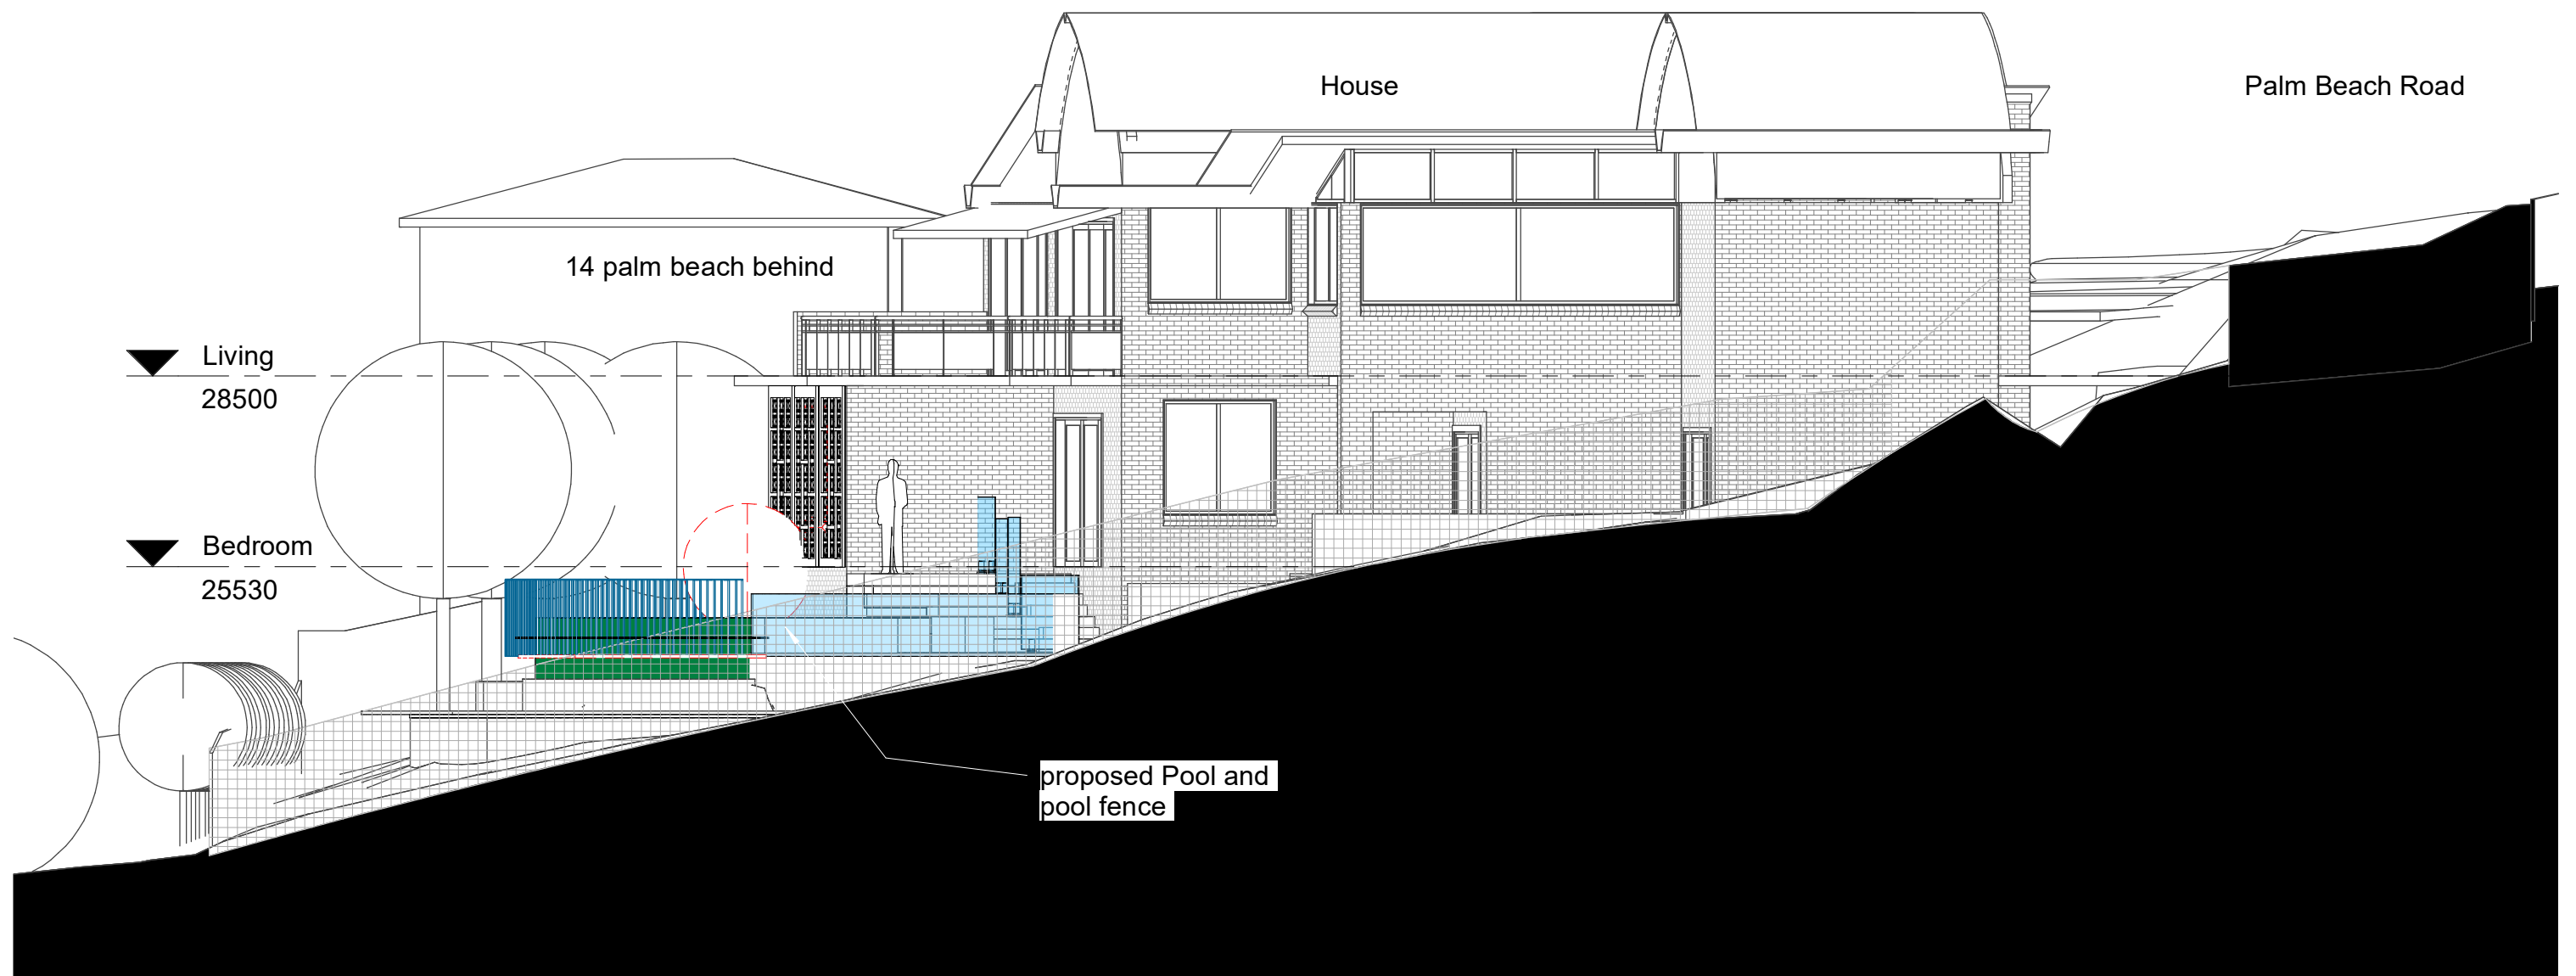 House
Palm Beach Road
14 palm beach behind
Living
28500
Bedroom
25530
proposed Pool and
pool fence